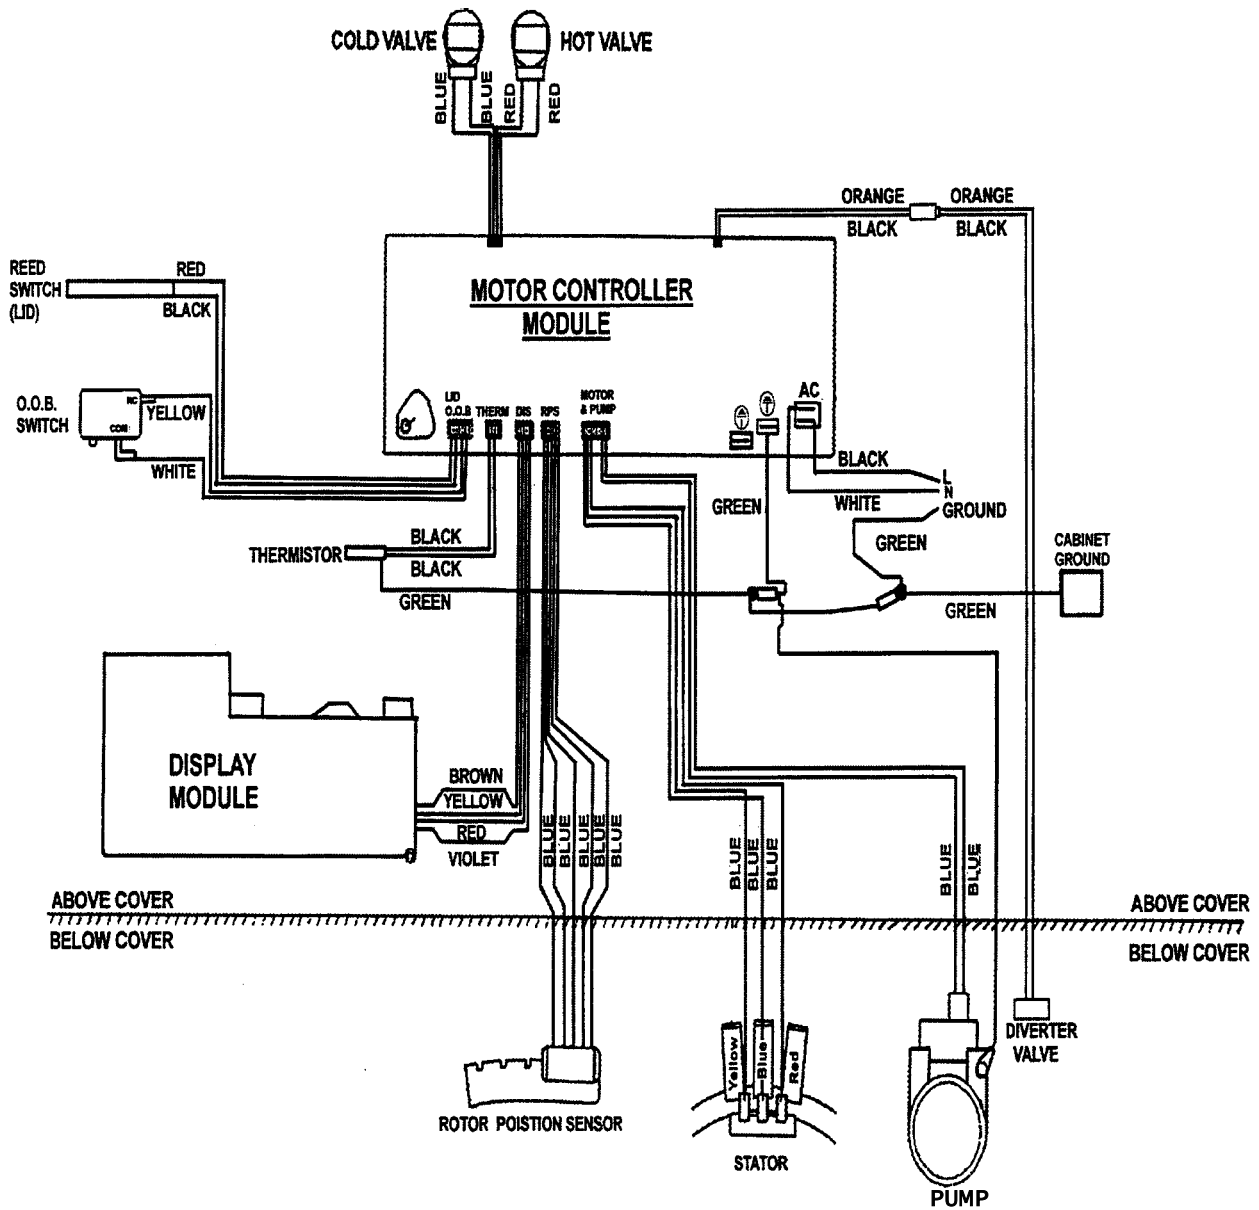 COLD VALVE
HOT VALVE
BLUE
BLUE
RED
RED
ORANGE
ORANGE
BLACK
BLACK
REED
SWITCH
(LID)
RED
BLACK
MOTOR CONTROLLER
MODULE
O.O.B.
SWITCH
NC
COM
YELLOW
WHITE
LID
O.O.B
THERM
DIS
RPS
MOTOR
& PUMP
AC
BLACK
L
WHITE
N
GROUND
GREEN
GREEN
THERMISTOR
BLACK
BLACK
GREEN
CABINET
GROUND
GREEN
DISPLAY
MODULE
BROWN
YELLOW
RED
VIOLET
BLUE
BLUE
BLUE
BLUE
BLUE
BLUE
BLUE
BLUE
BLUE
BLUE
ABOVE COVER
BELOW COVER
ABOVE COVER
BELOW COVER
Yellow
Blue
Red
DIVERTER
VALVE
ROTOR POISTION SENSOR
STATOR
PUMP